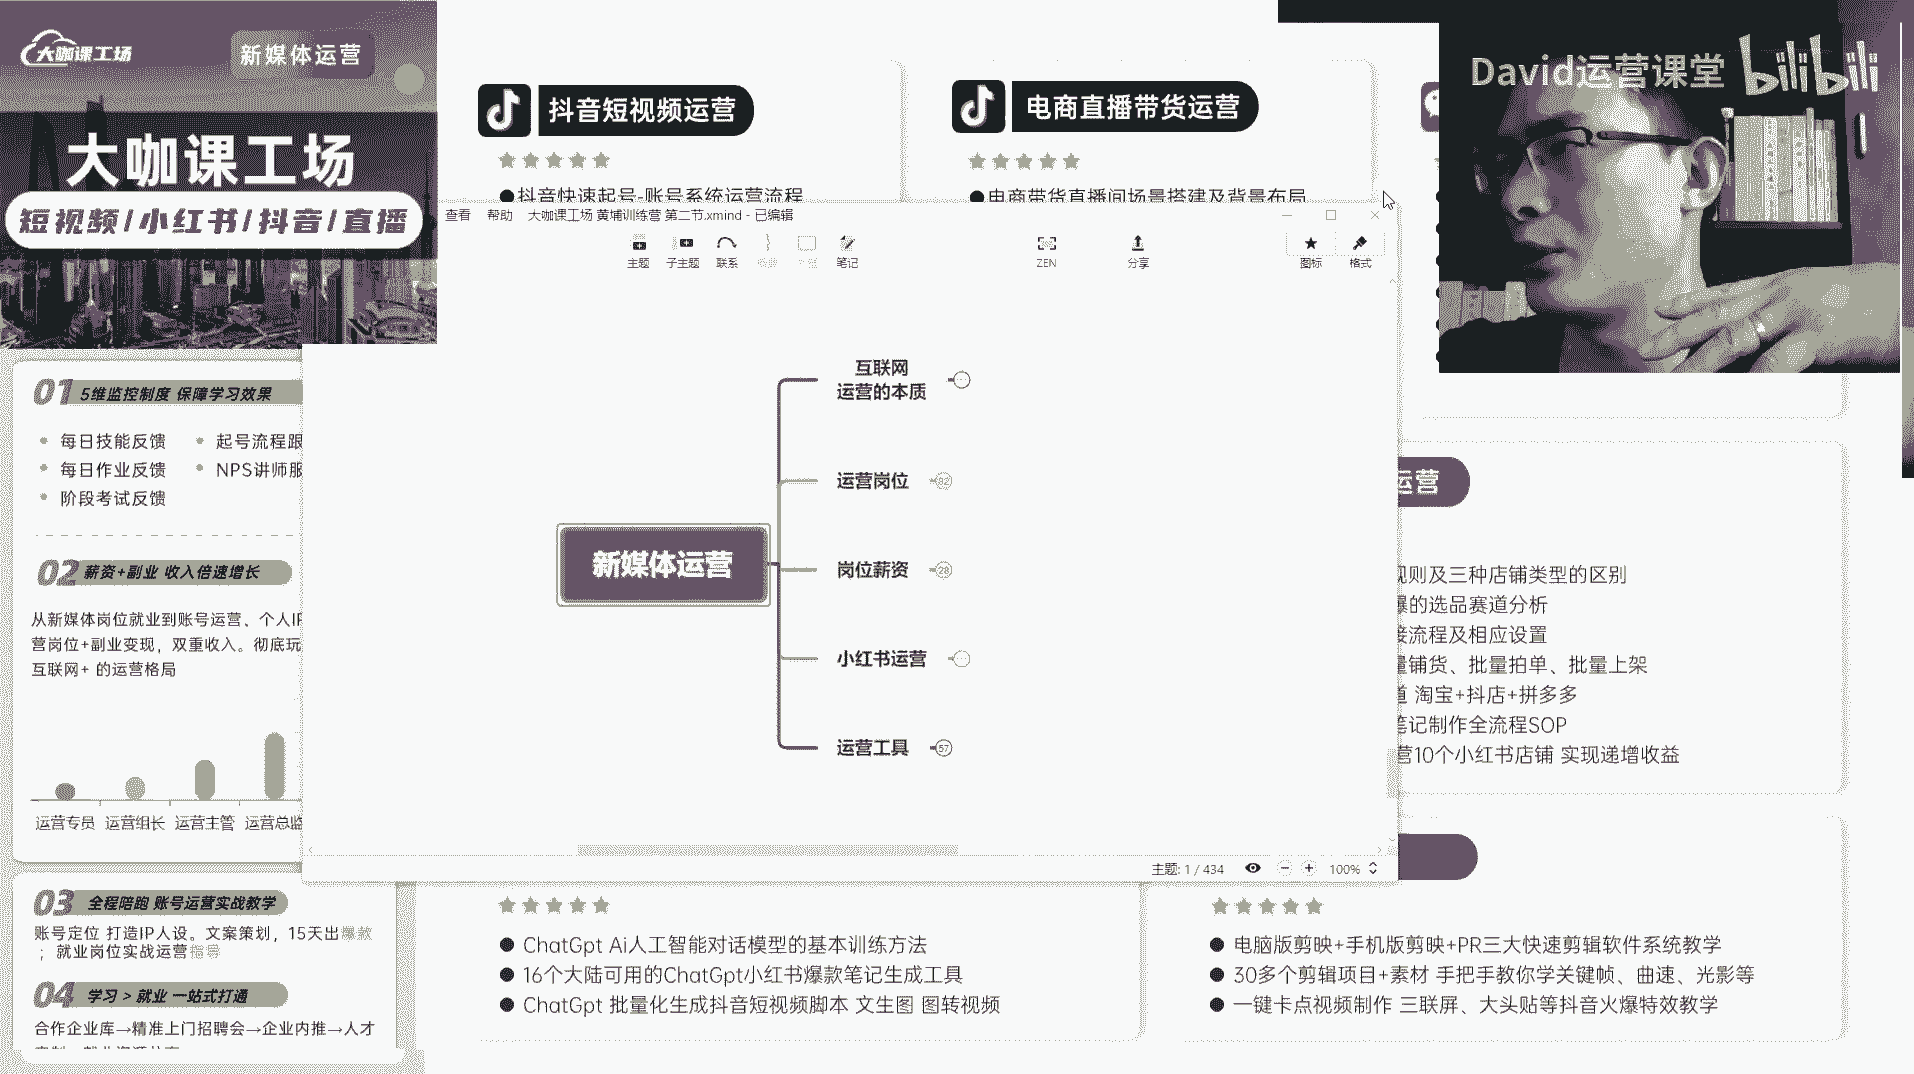 大咖课工场
新媒体运营
大咖课工场
短视频/小红书/抖音/直播
01 5维监控制度 保障学习效果
每日技能反馈
起号流程跟
每日作业反馈
NPS讲师服
阶段考试反馈
02 薪资+副业 收入倍速增长
从新媒体岗位就业到账号运营、个人IP
营岗位+副业变现，双重收入。彻底玩
互联网+ 的运营格局
运营专员 运营组长 运营主管 运营总监
03 全程陪跑 账号运营实战教学
账号定位 打造IP人设。文案策划，15天出爆款
；就业岗位实战运营指导
04 学习 > 就业 一站式打通
合作企业库→精准上门招聘会→企业内推→人才
抖音短视频运营
抖音快速起号-账号系统运营流程
电商直播带货运营
电商带货直播间场景搭建及背景布局
David运营课堂 bilibili
查看 帮助 大咖课工场 黄埔训练营 第二节.xmind - 已编辑
主题 子主题 联系 笔记 ZEN 分享 图标 格式
互联网
运营的本质
运营岗位 92
新媒体运营
岗位薪资 28
小红书运营
运营工具 57
主题: 1 / 434 100%
运营
规则及三种店铺类型的区别
爆的选品赛道分析
接流程及相应设置
量铺货、批量拍单、批量上架
道 淘宝+抖店+拼多多
笔记制作全流程SOP
营10个小红书店铺 实现递增收益
ChatGpt Ai人工智能对话模型的基本训练方法
16个大陆可用的ChatGpt小红书爆款笔记生成工具
ChatGpt 批量化生成抖音短视频脚本 文生图 图转视频
电脑版剪映+手机版剪映+PR三大快速剪辑软件系统教学
30多个剪辑项目+素材 手把手教你学关键帧、曲速、光影等
一键卡点视频制作 三联屏、大头贴等抖音火爆特效教学